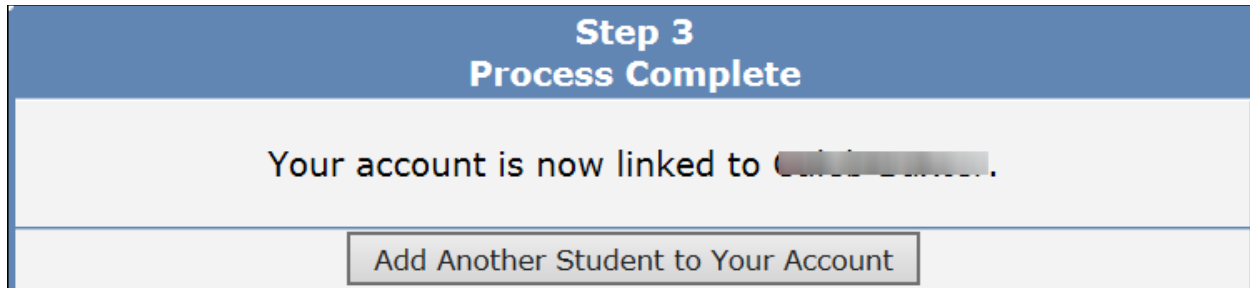 Step 3
Process Complete
Your account is now linked to
Add Another Student to Your Account